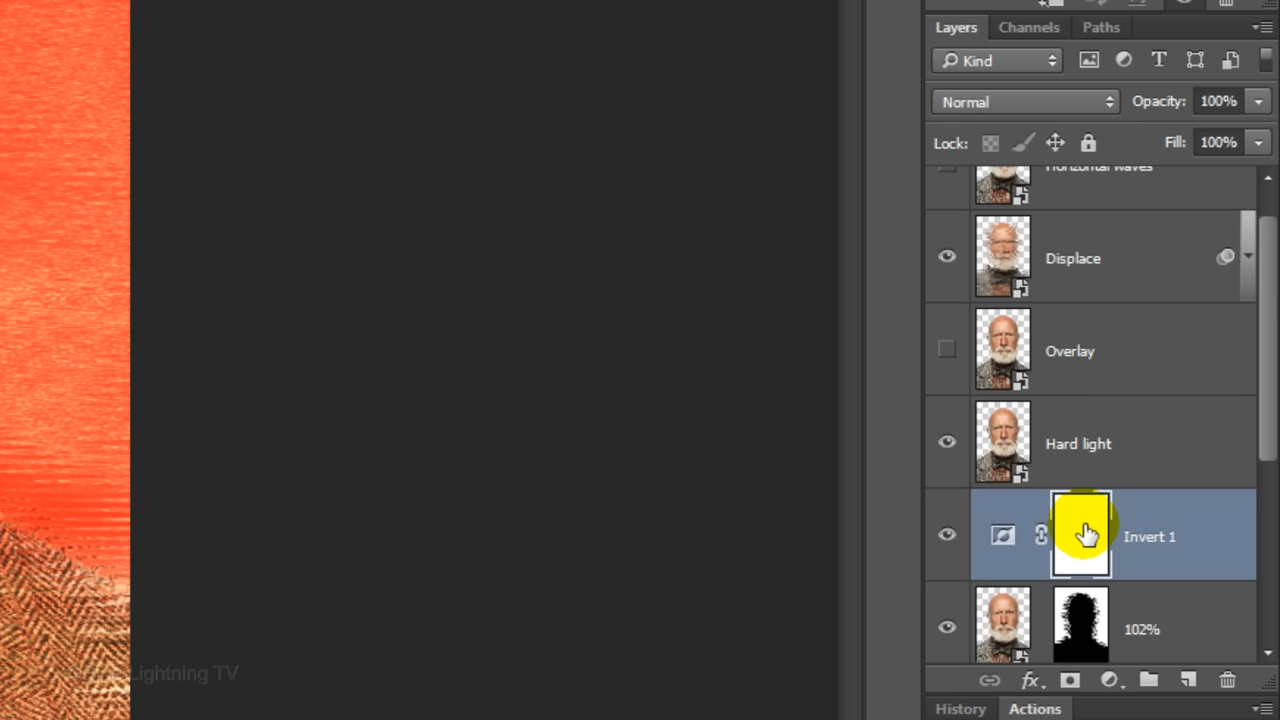 Layers Channels Paths
Kind
Normal Opacity: 100%
Lock: Fill: 100%
Horizontal waves
Displace
Overlay
Hard light
Invert 1
102%
Lightning TV
fx
History Actions